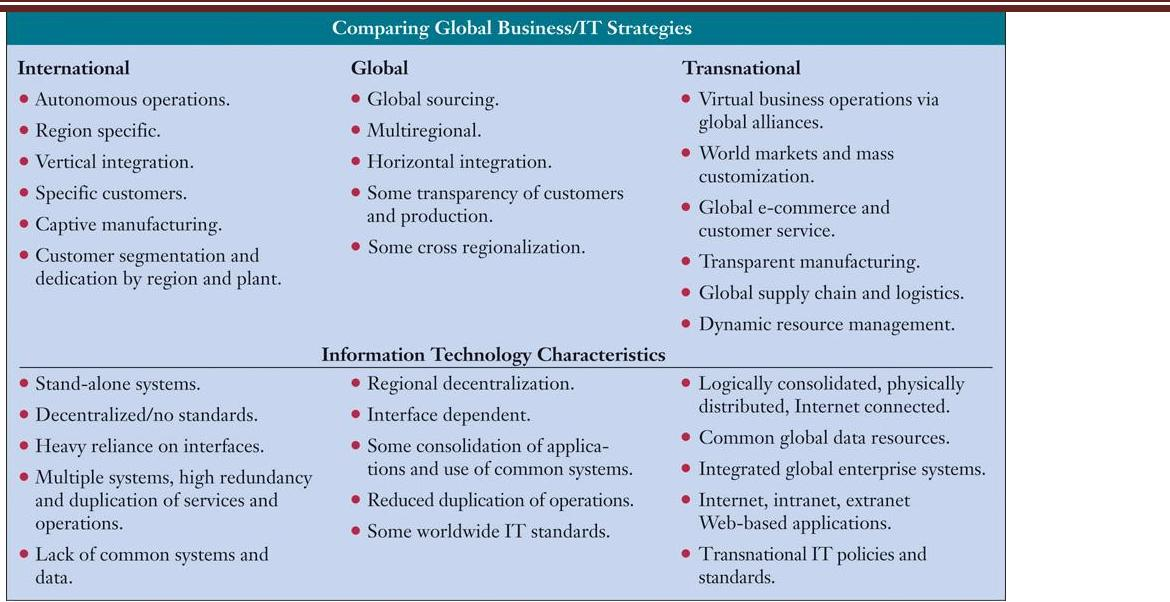 Comparing Global Business/IT Strategies
International
• Autonomous operations.
• Region specific.
• Vertical integration.
• Specific customers.
• Captive manufacturing.
• Customer segmentation and
dedication by region and plant.
Global
• Global sourcing.
• Multiregional.
• Horizontal integration.
• Some transparency of customers
and production.
• Some cross regionalization.
Transnational
• Virtual business operations via
global alliances.
• World markets and mass
customization.
• Global e-commerce and
customer service.
• Transparent manufacturing.
• Global supply chain and logistics.
• Dynamic resource management.
Information Technology Characteristics
• Stand-alone systems.
• Decentralized/no standards.
• Heavy reliance on interfaces.
• Multiple systems, high redundancy
and duplication of services and
operations.
• Lack of common systems and
data.
• Regional decentralization.
• Interface dependent.
• Some consolidation of applica-
tions and use of common systems.
• Reduced duplication of operations.
• Some worldwide IT standards.
• Logically consolidated, physically
distributed, Internet connected.
• Common global data resources.
• Integrated global enterprise systems.
• Internet, intranet, extranet
Web-based applications.
• Transnational IT policies and
standards.